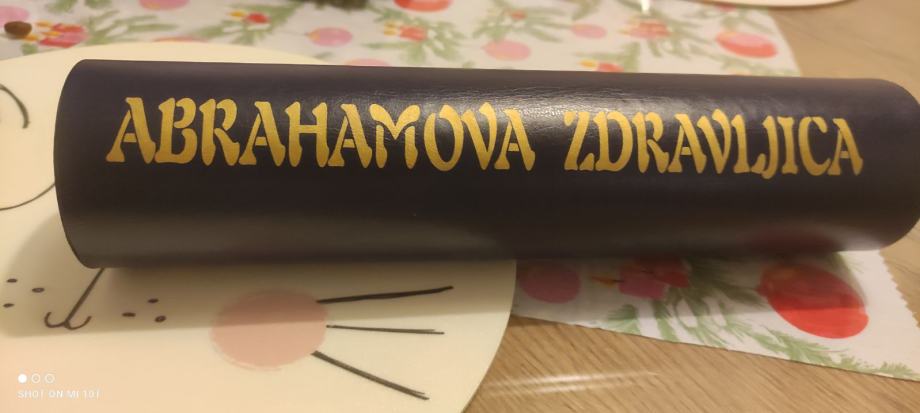 ABRAHAMOVA ZDRAVLJICA
SHOT ON MI 10T